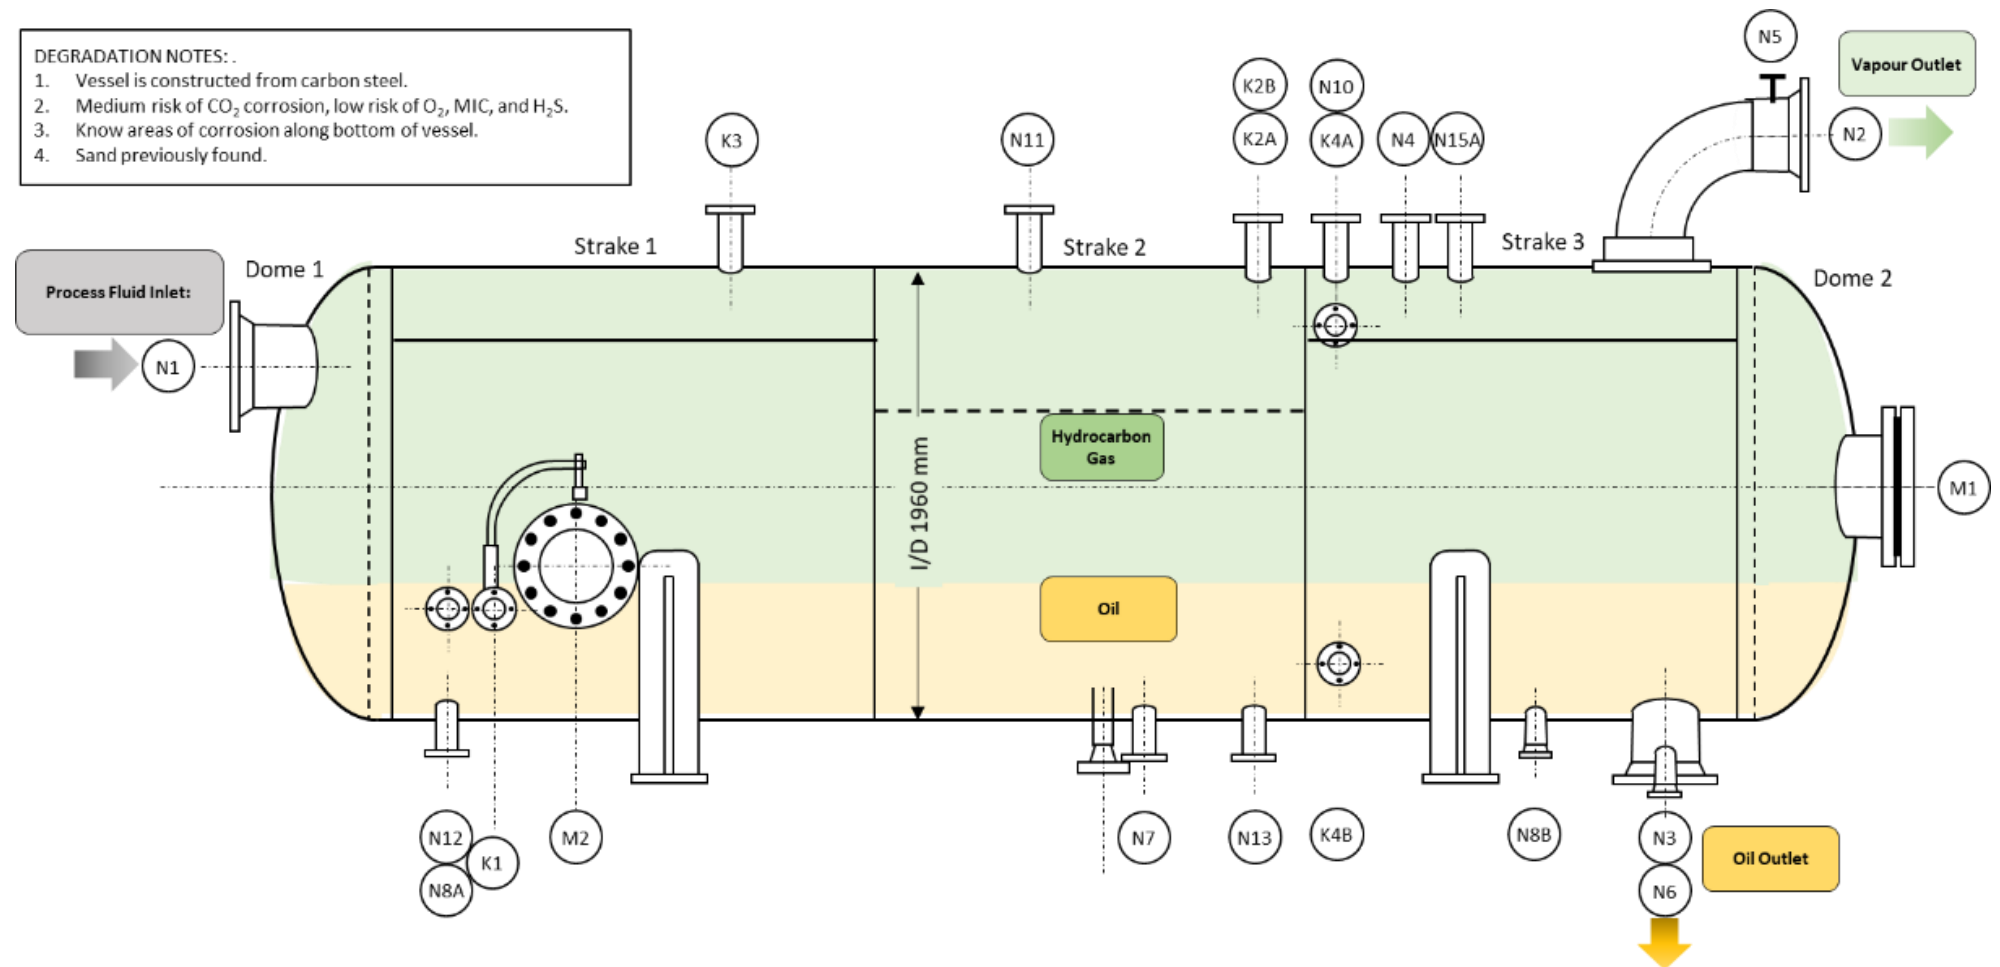 DEGRADATION NOTES: .
1. Vessel is constructed from carbon steel.
2. Medium risk of CO₂ corrosion, low risk of O₂, MIC, and H₂S.
3. Know areas of corrosion along bottom of vessel.
4. Sand previously found.
N5
Vapour Outlet
K2B
N10
K3
N11
K2A
K4A
N4
N15A
N2
Strake 1
Strake 2
Strake 3
Dome 1
Dome 2
Process Fluid Inlet:
N1
Hydrocarbon
Gas
I/D 1960 mm
M1
Oil
N12
K1
N8A
M2
N7
N13
K4B
N8B
N3
N6
Oil Outlet